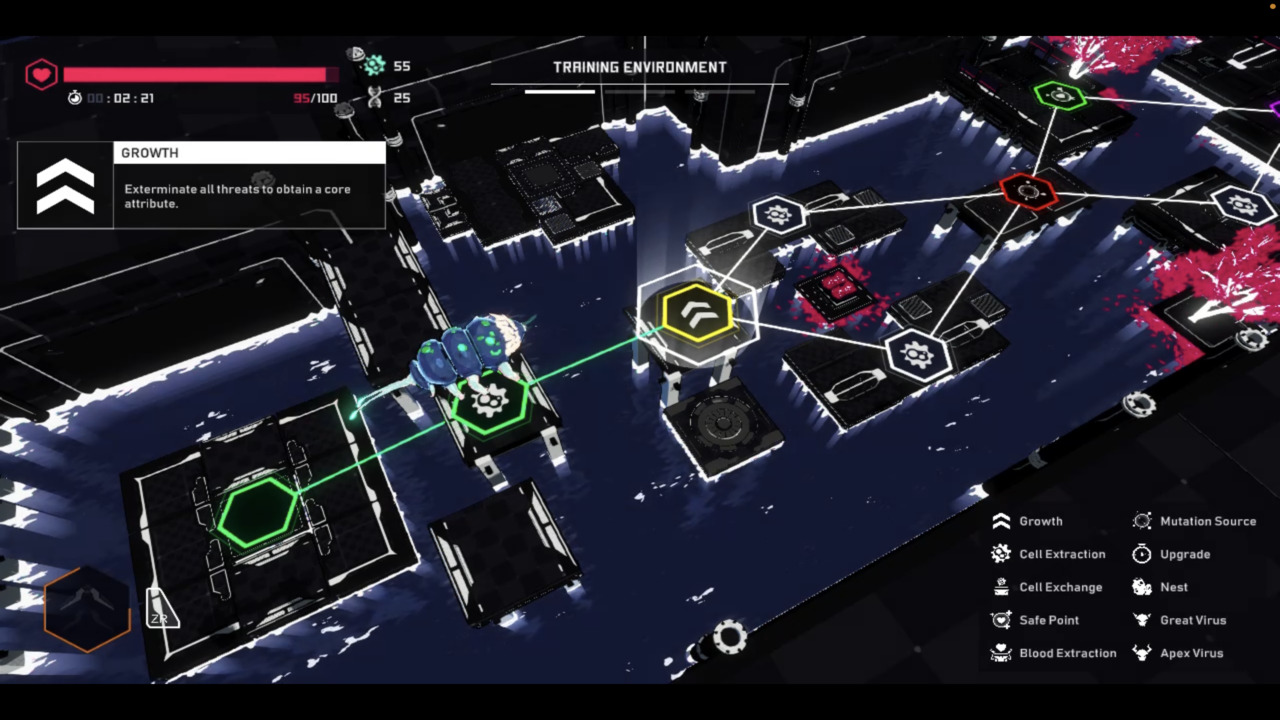 55
TRAINING ENVIRONMENT
00:02:21
95/100
25
GROWTH
Exterminate all threats to obtain a core
attribute.
Growth
Mutation Source
Cell Extraction
Upgrade
Cell Exchange
Nest
Safe Point
Great Virus
Blood Extraction
Apex Virus
ZR